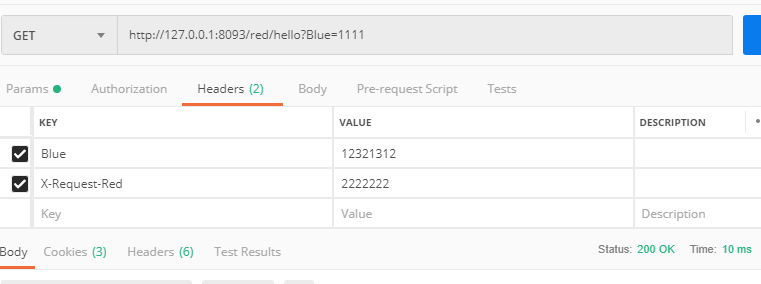 GET http://127.0.0.1:8093/red/hello?Blue=1111
Params Authorization Headers (2) Body Pre-request Script Tests
KEY VALUE DESCRIPTION
Blue 12321312
X-Request-Red 2222222
Key Value Description
Body Cookies (3) Headers (6) Test Results Status: 200 OK Time: 10 ms